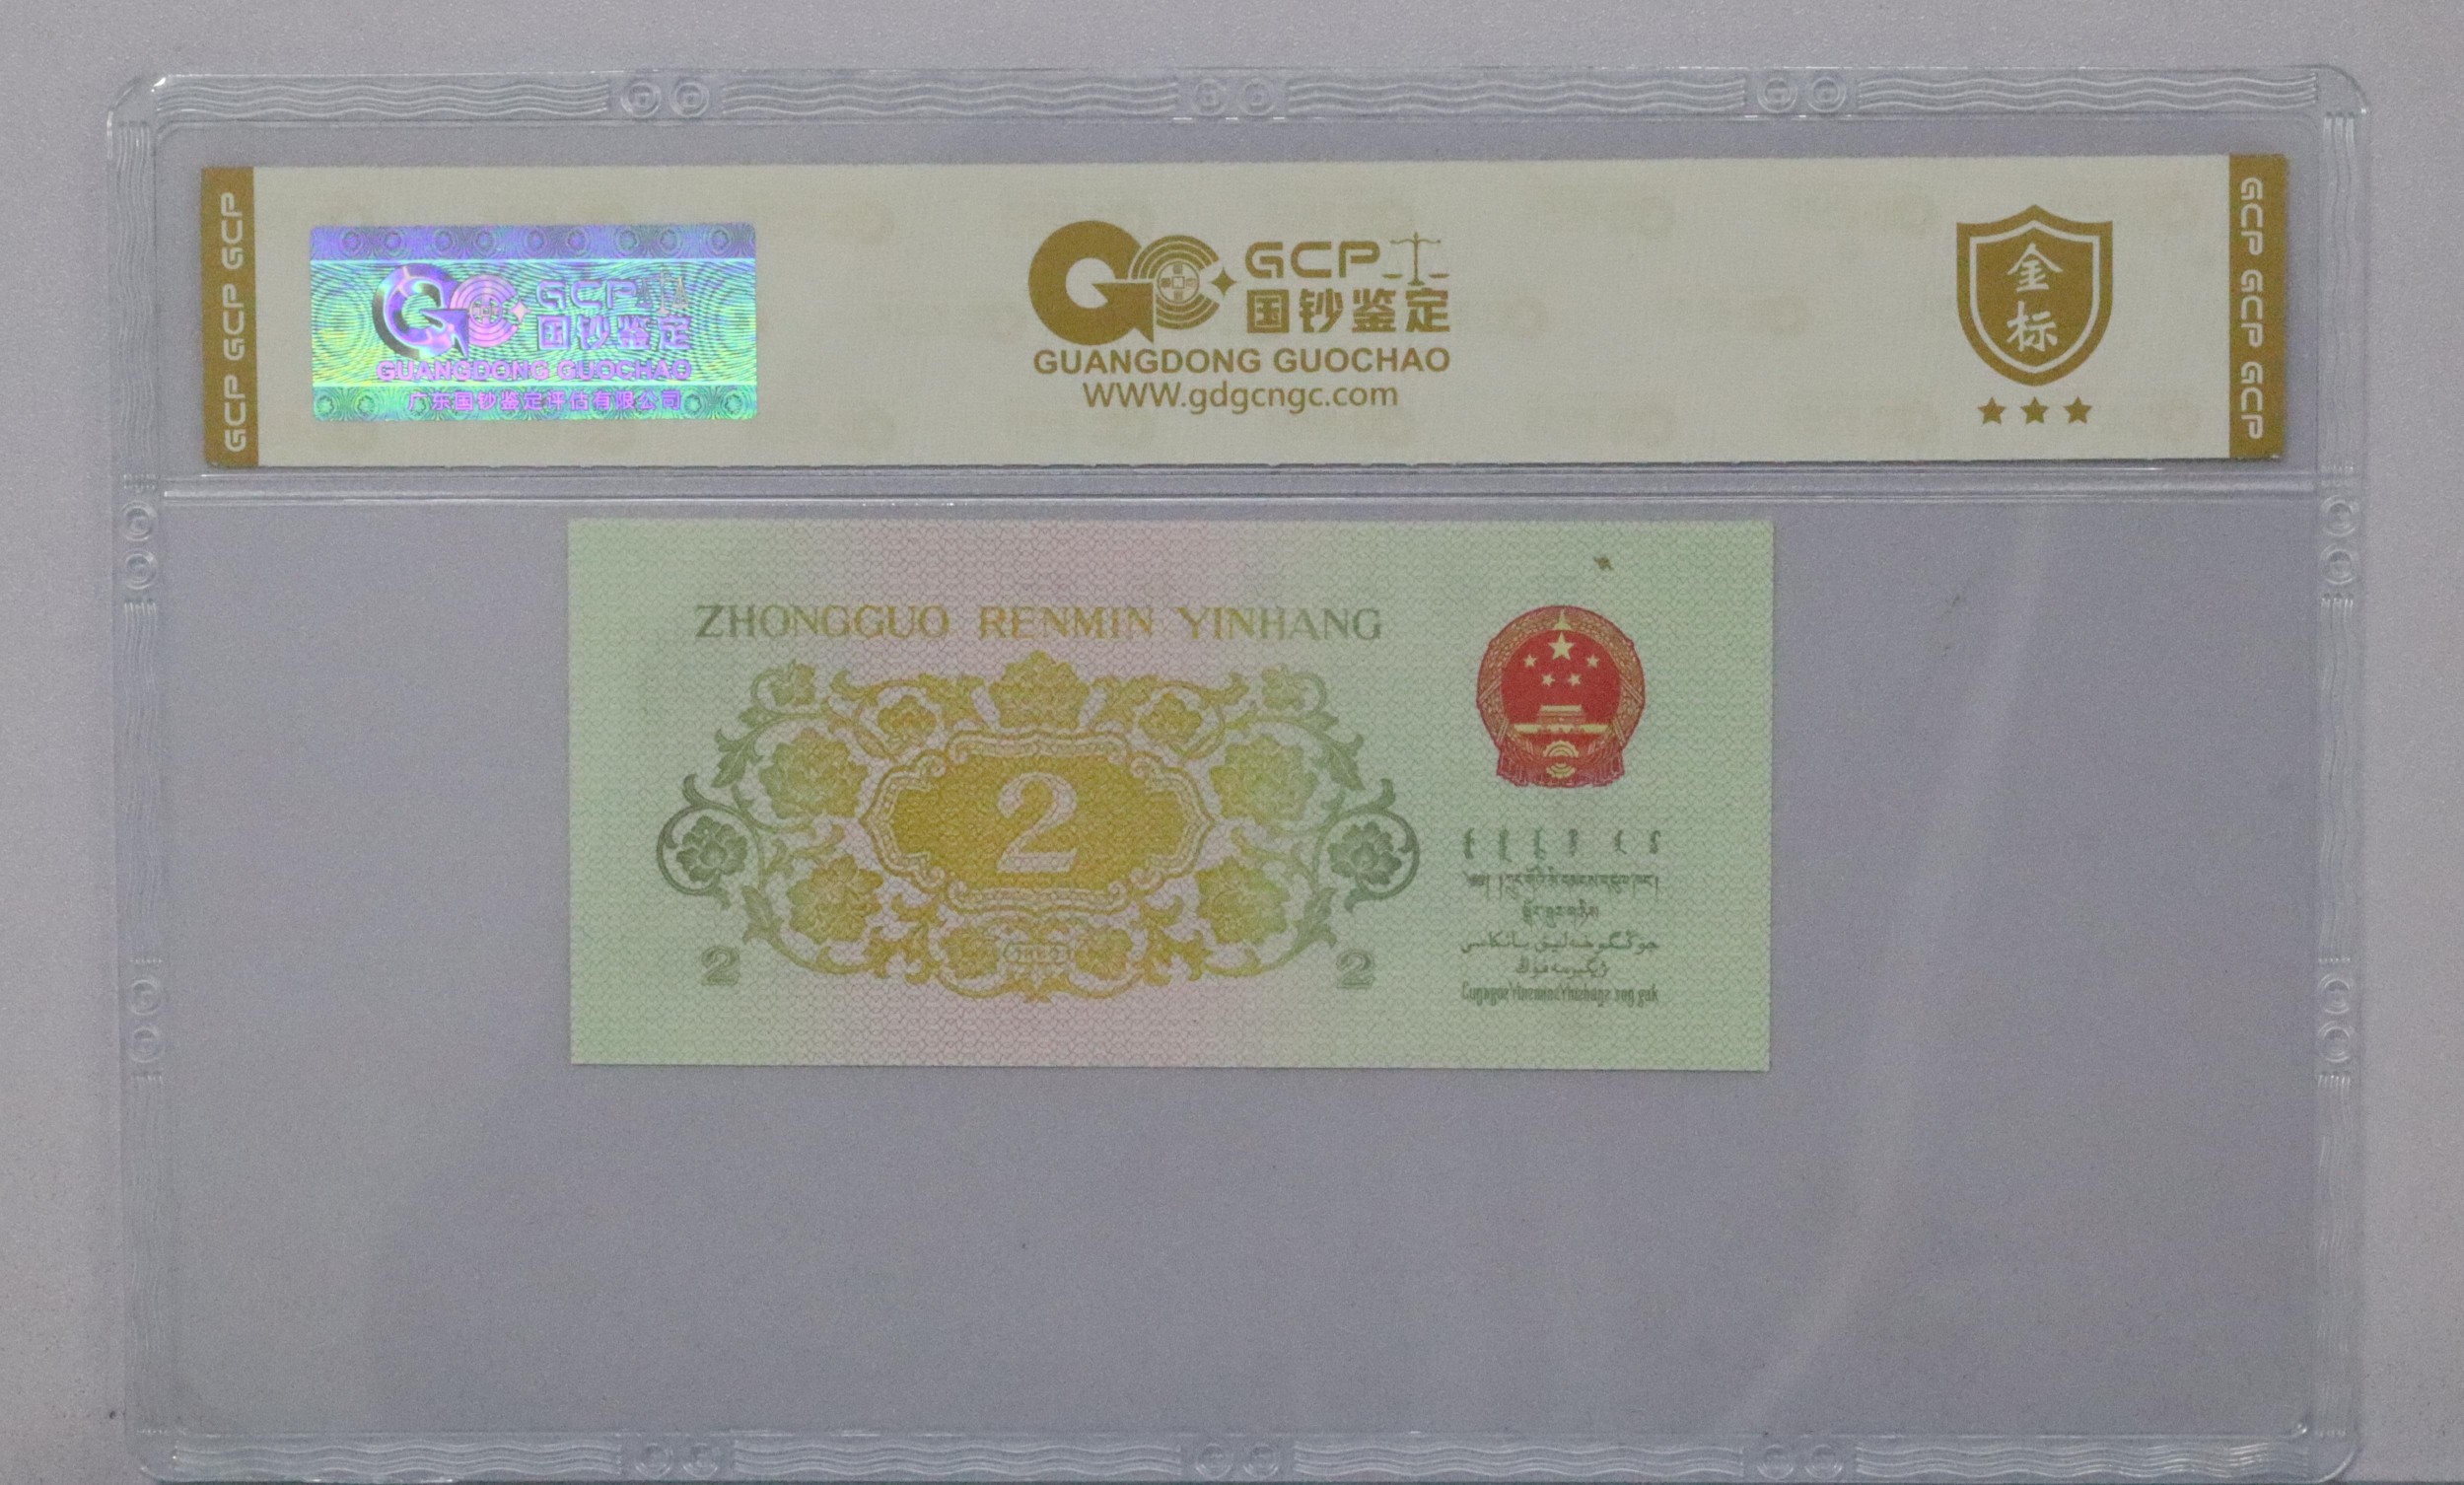 GCP GCP GCP
GCP
国钞鉴定
GUANGDONG GUOCHAO
广东国钞鉴定评估有限公司
GCP
国钞鉴定
GUANGDONG GUOCHAO
WWW.gdgcngc.com
金标
GCP GCP GCP
ZHONGGUO RENMIN YINHANG
2
2
2